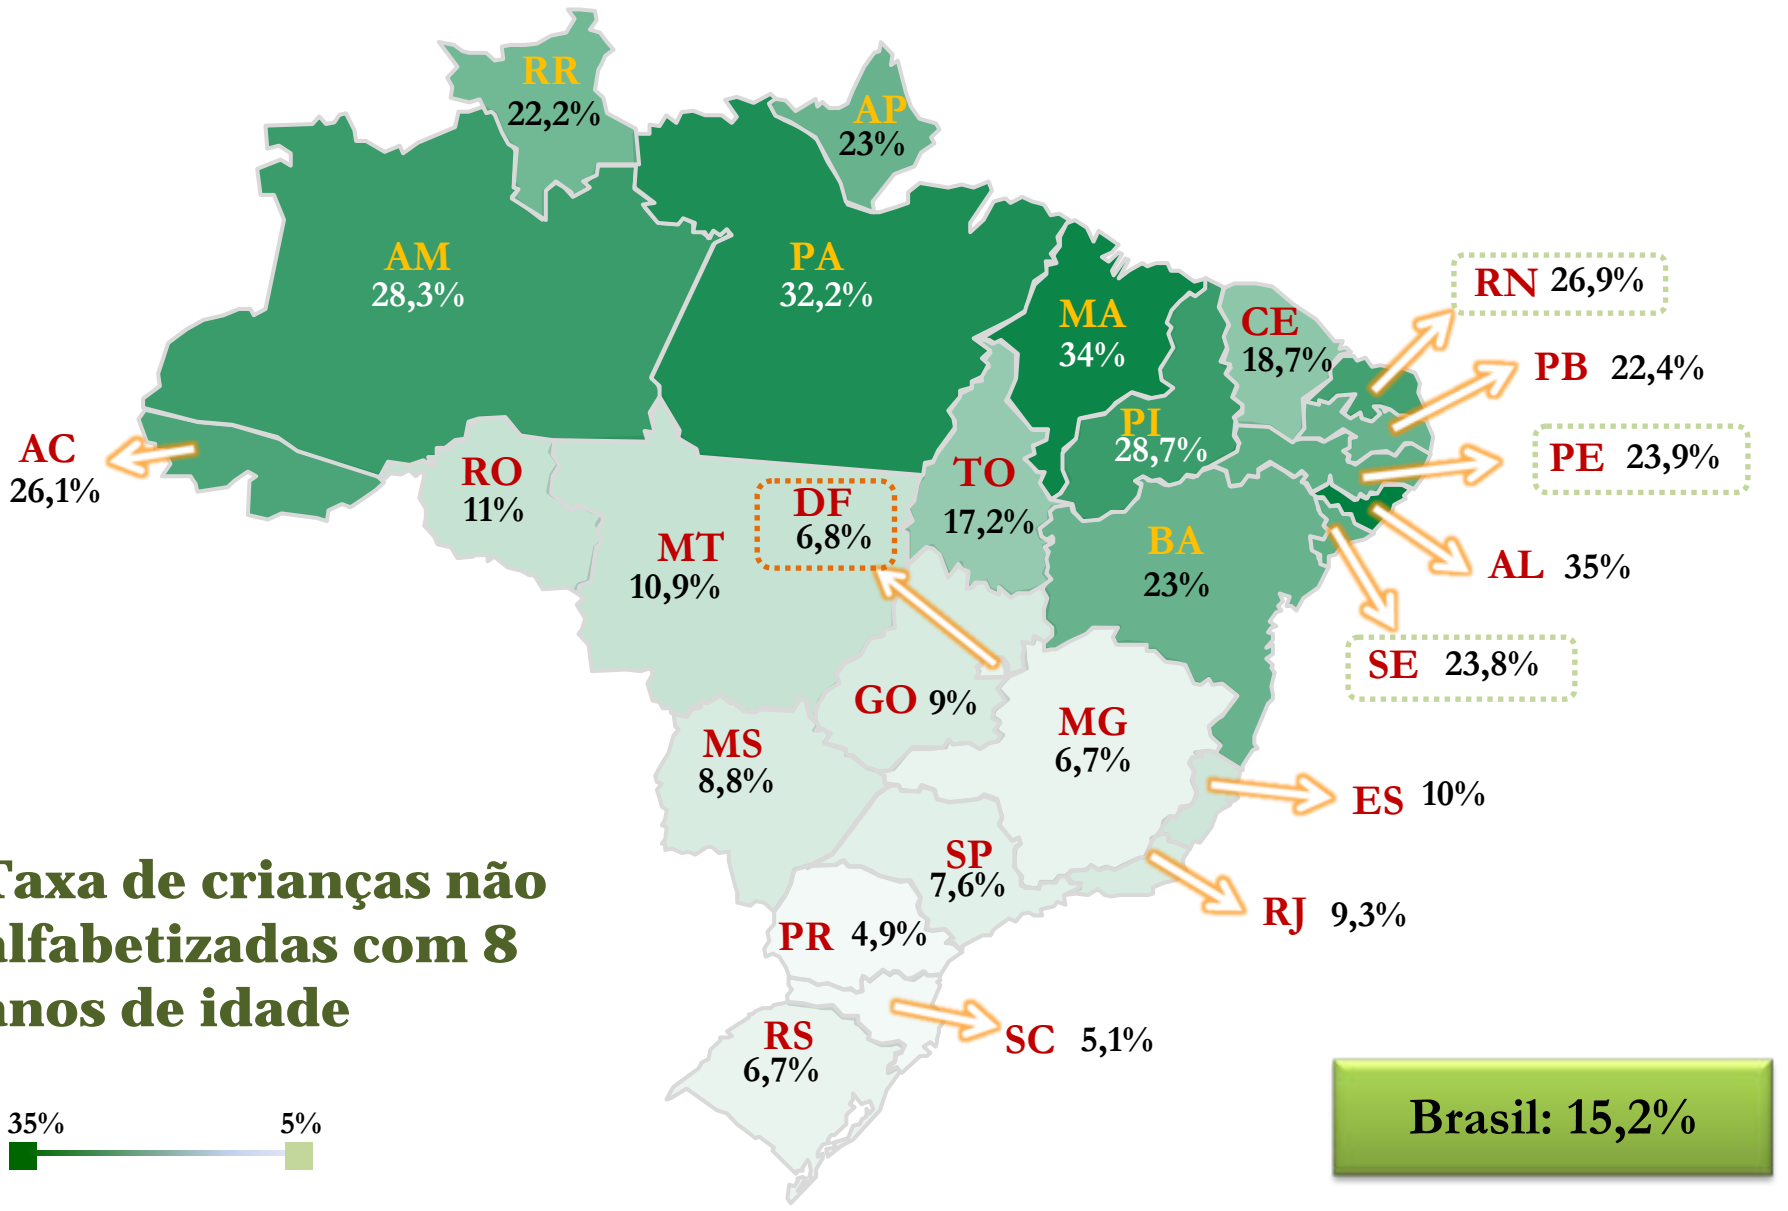 RR
22,2%
AP
23%
AM
28,3%
PA
32,2%
RN 26,9%
MA
34%
CE
18,7%
PB 22,4%
PI
28,7%
AC
26,1%
PE 23,9%
RO
11%
TO
17,2%
DF
6,8%
MT
10,9%
BA
23%
AL 35%
SE 23,8%
GO 9%
MG
6,7%
MS
8,8%
ES 10%
SP
7,6%
RJ 9,3%
PR 4,9%
SC 5,1%
RS
6,7%
Taxa de crianças não
alfabetizadas com 8
anos de idade
35% 5%
Brasil: 15,2%